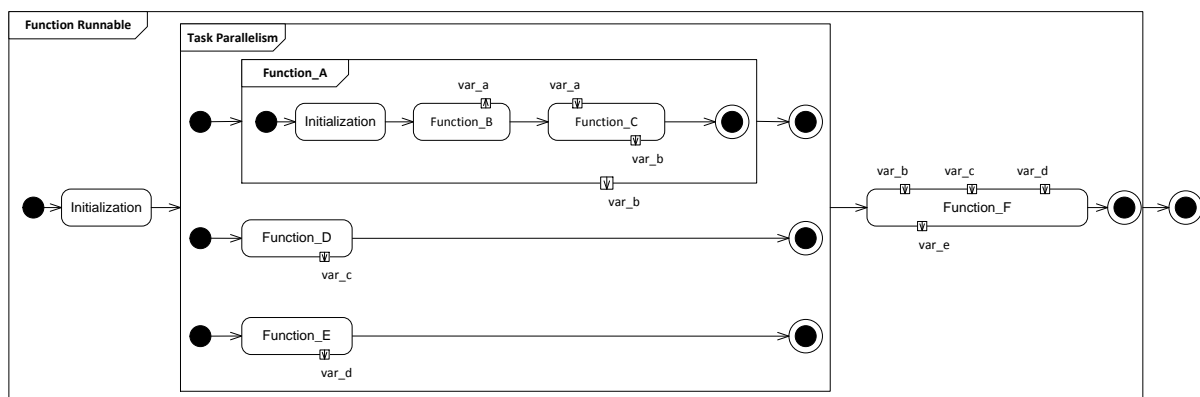 Function Runnable
Task Parallelism
Function_A
var_a
var_a
Initialization
Function_B
Function_C
var_b
var_b
var_b
var_c
var_d
Initialization
Function_F
var_e
Function_D
var_c
Function_E
var_d